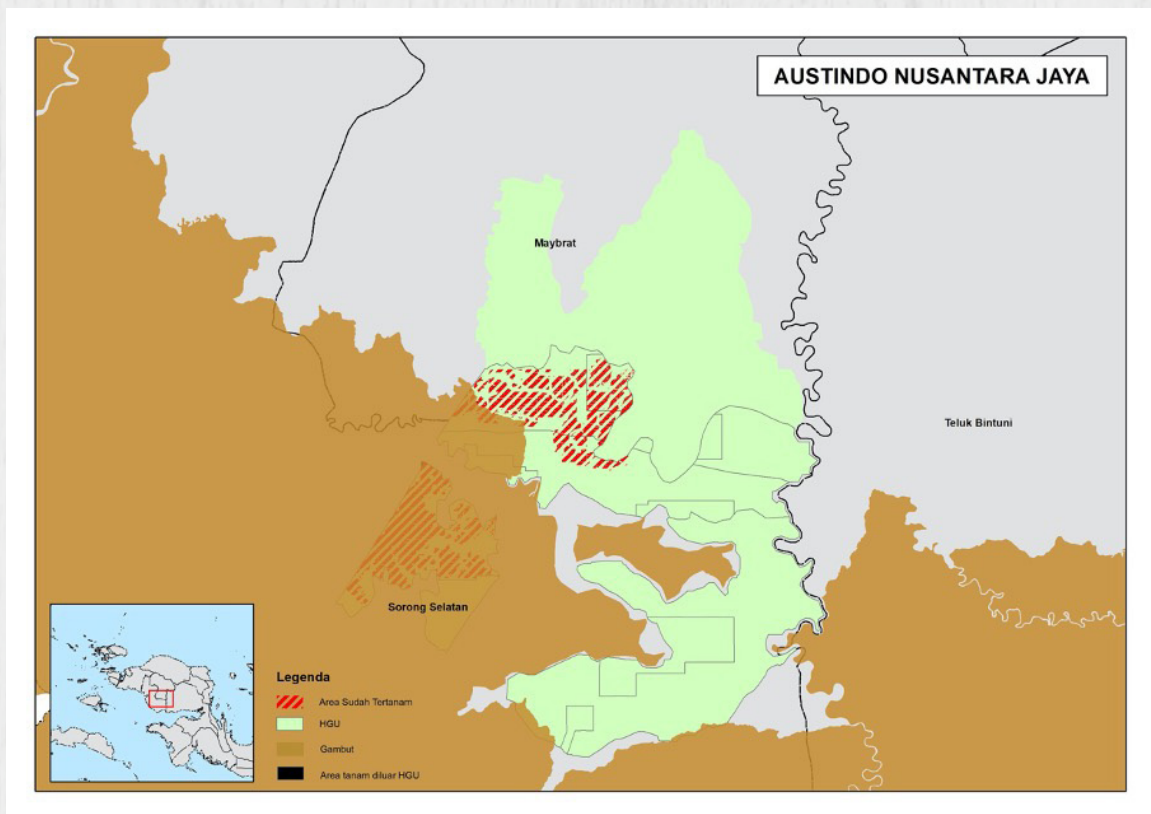 AUSTINDO NUSANTARA JAYA
Maybrat
Teluk Bintuni
Sorong Selatan
Legenda
Area Sudah Tertanam
HGU
Gambut
Area tanam diluar HGU